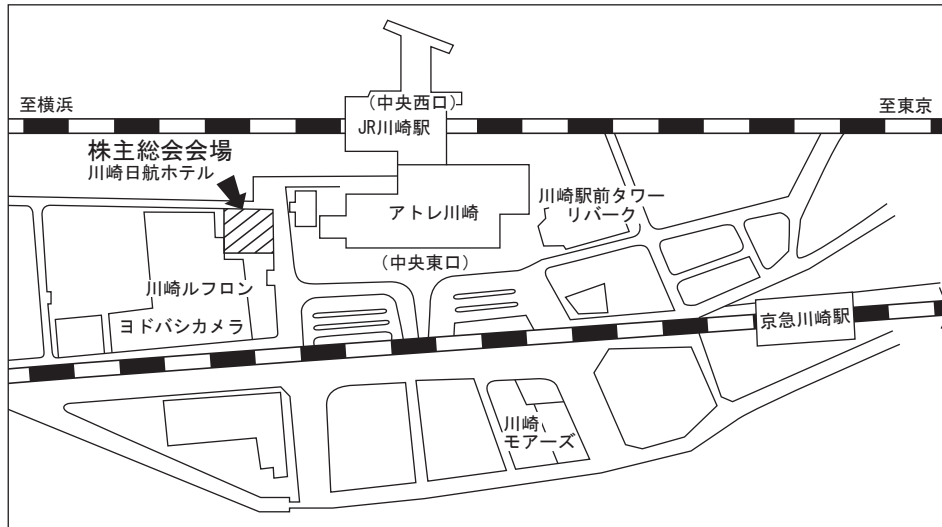 至横浜
(中央西口)
至東京
JR川崎駅
株主総会会場
川崎日航ホテル
アトレ川崎
川崎駅前タワー
リバーク
(中央東口)
川崎ルフロン
ヨドバシカメラ
京急川崎駅
川崎
モアーズ